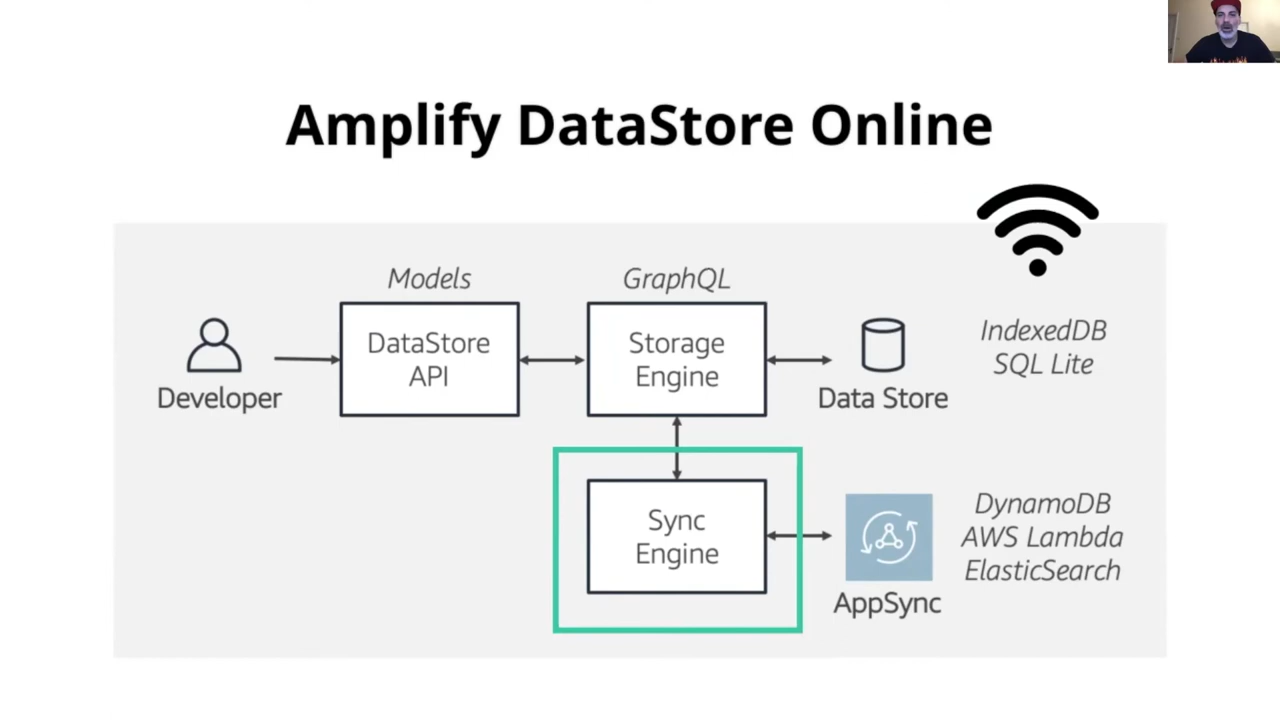 Amplify DataStore Online
Models
GraphQL
DataStore
API
Storage
Engine
Developer
Data Store
IndexedDB
SQL Lite
Sync
Engine
AppSync
DynamoDB
AWS Lambda
ElasticSearch